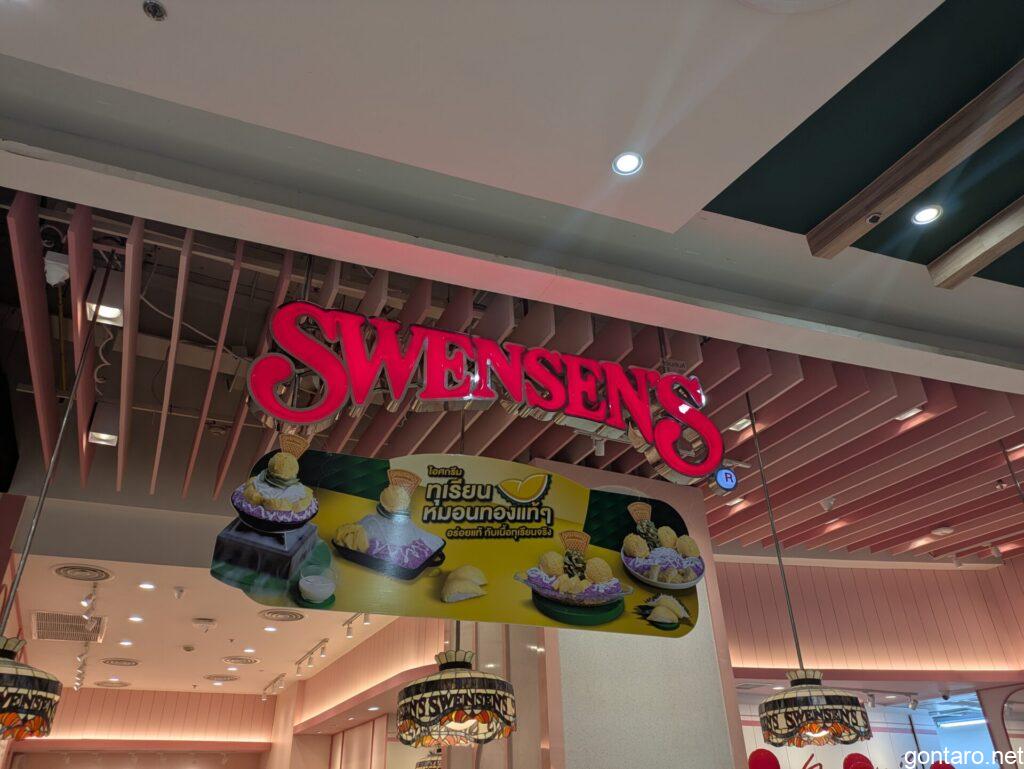 SWENSEN'S
R
ไอศกรีม
ทุเรียน
หมอนทองแท้ๆ
อร่อยแท้ กับเนื้อทุเรียนจริง
SWENSEN'S
SWENSEN'S
SWENSEN'S
gontaro.net